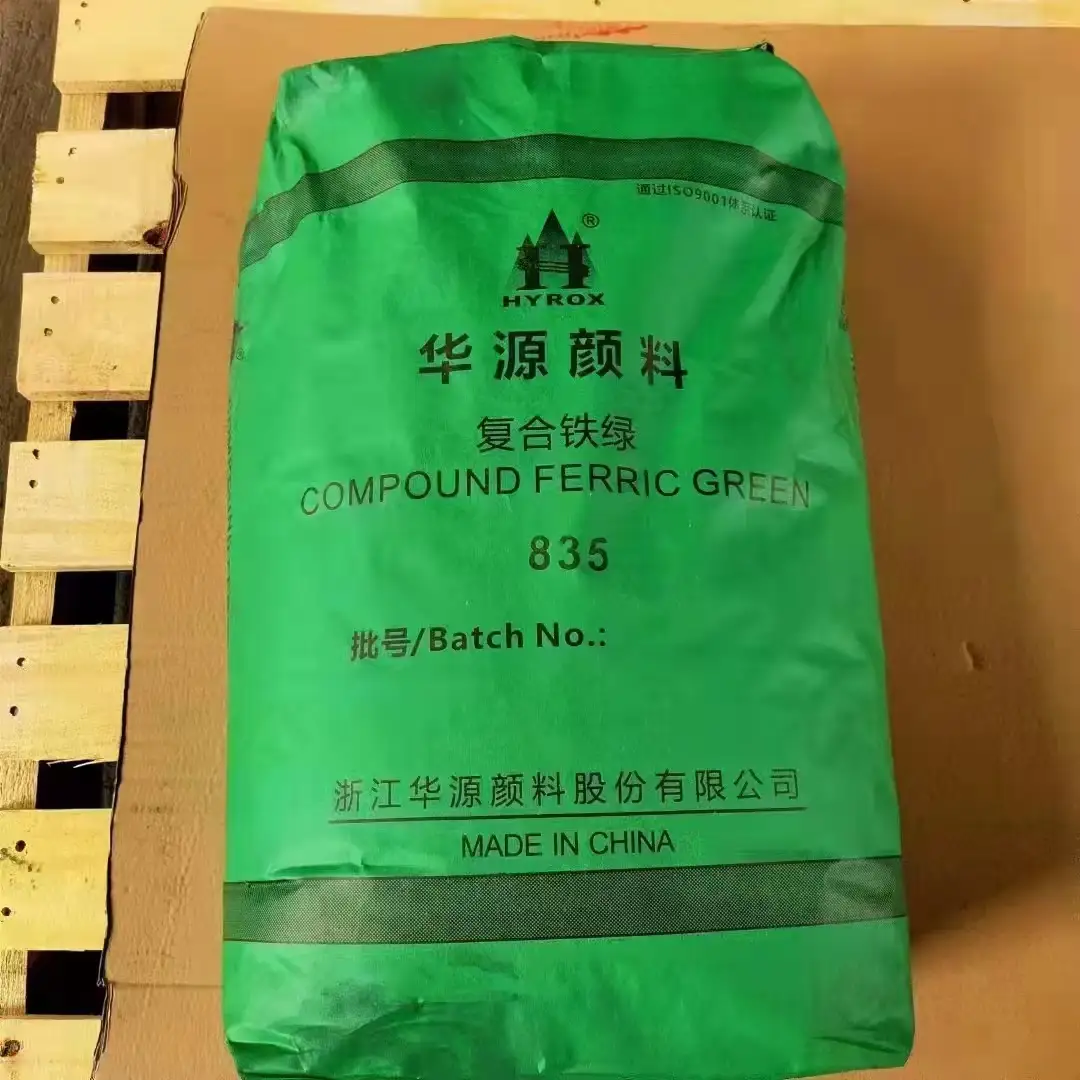 通过ISO9001体系认证
®
HYROX
华源颜料
复合铁绿
COMPOUND FERRIC GREEN
835
批号/Batch No.:
浙江华源颜料股份有限公司
MADE IN CHINA